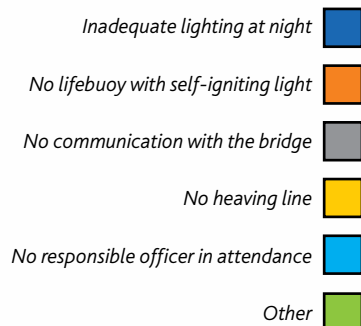 Inadequate lighting at night
No lifebuoy with self-igniting light
No communication with the bridge
No heaving line
No responsible officer in attendance
Other